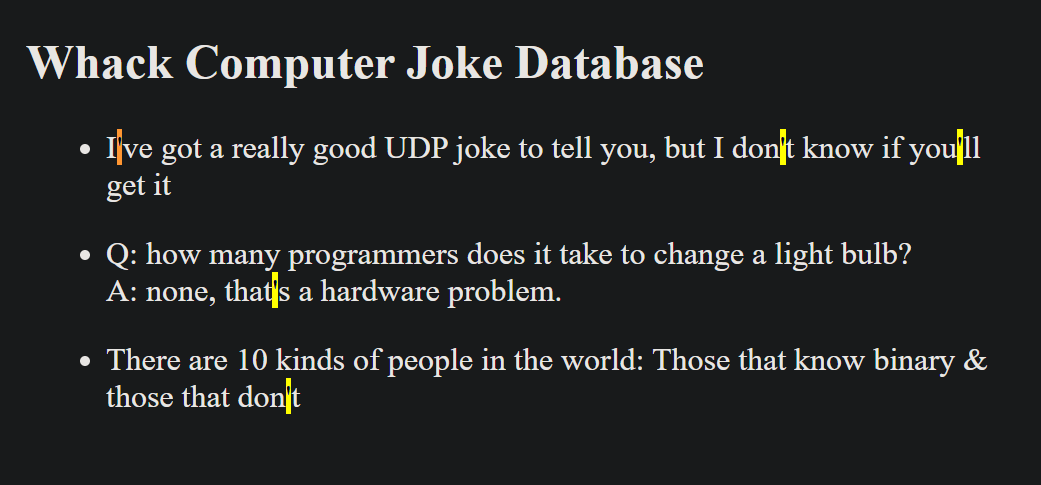 Whack Computer Joke Database
• I've got a really good UDP joke to tell you, but I don't know if you'll
get it
• Q: how many programmers does it take to change a light bulb?
A: none, that's a hardware problem.
• There are 10 kinds of people in the world: Those that know binary &
those that don't